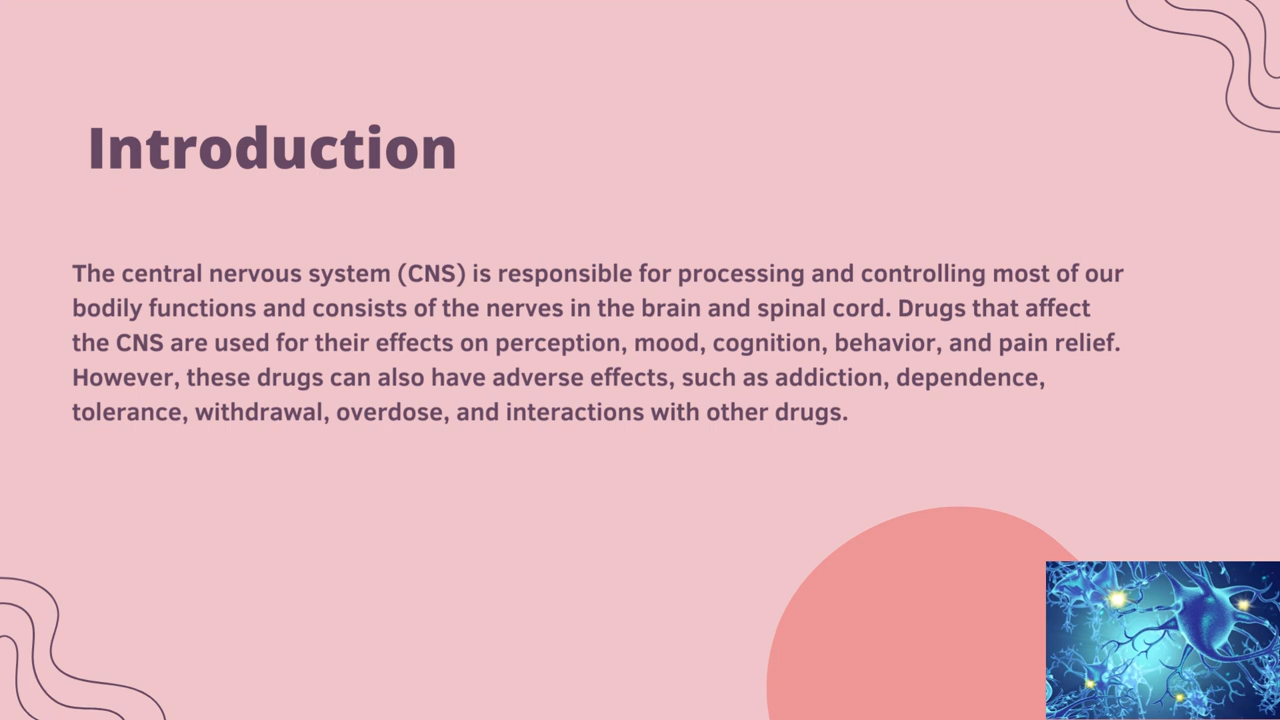 Introduction
The central nervous system (CNS) is responsible for processing and controlling most of our
bodily functions and consists of the nerves in the brain and spinal cord. Drugs that affect
the CNS are used for their effects on perception, mood, cognition, behavior, and pain relief.
However, these drugs can also have adverse effects, such as addiction, dependence,
tolerance, withdrawal, overdose, and interactions with other drugs.